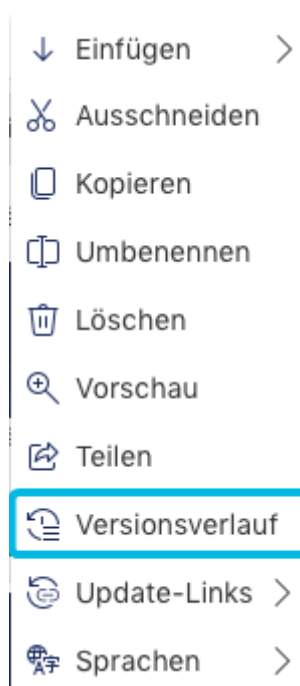 Einfügen
Ausschneiden
Kopieren
Umbenennen
Löschen
Vorschau
Teilen
Versionsverlauf
Update-Links
Sprachen